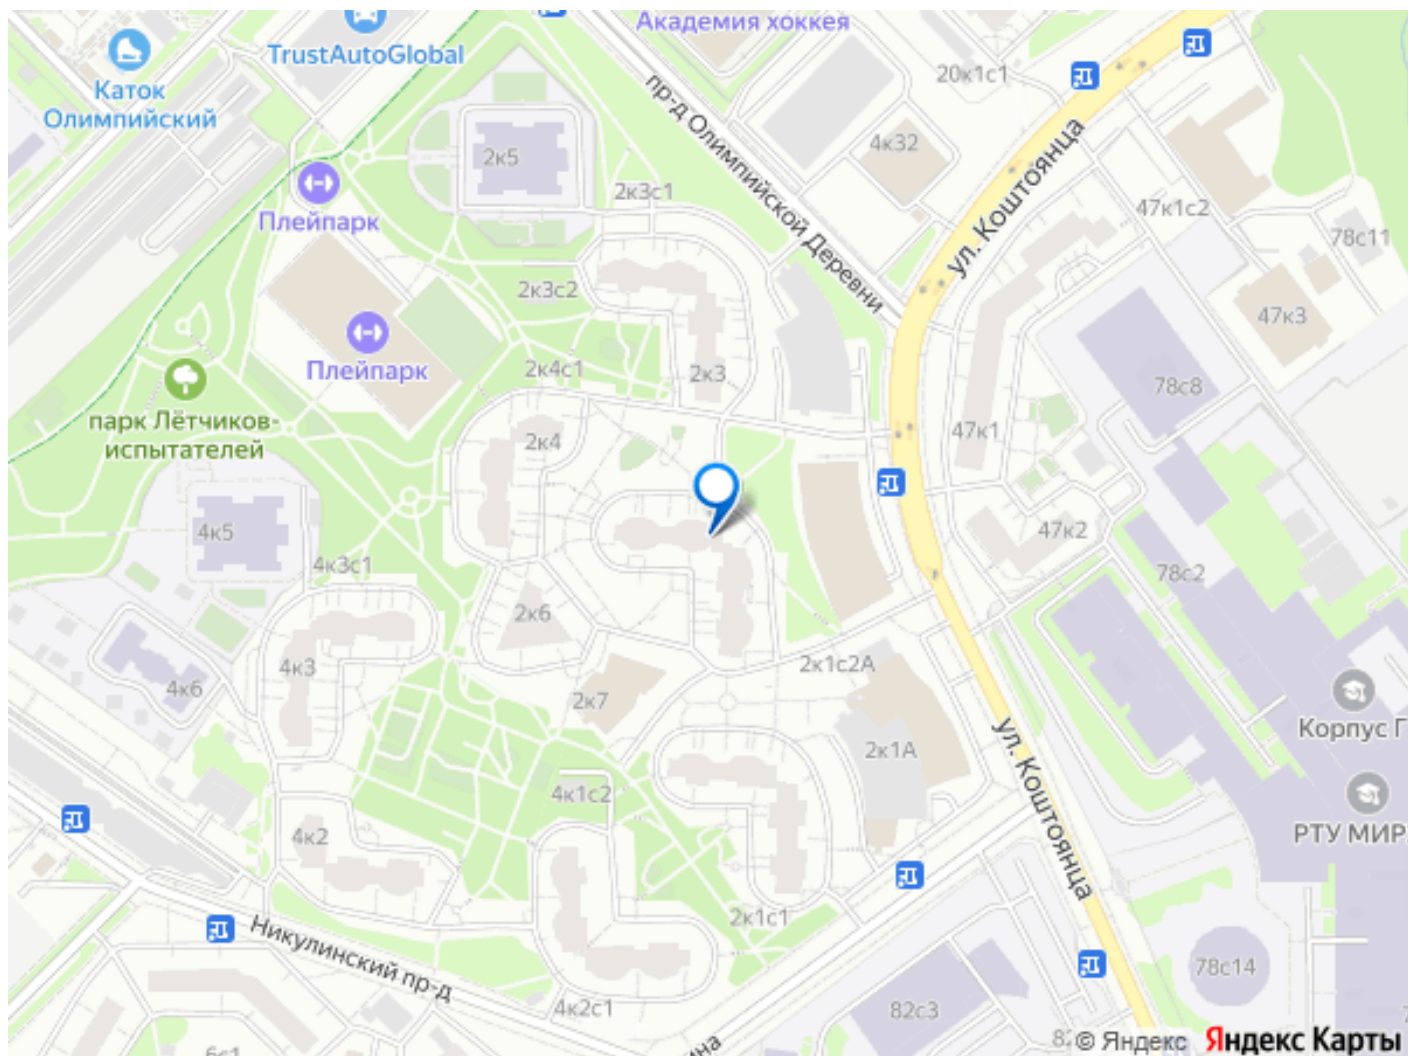 Академия хоккея
TrustAutoGlobal
Каток
Олимпийский
20к1с1
пр-д Олимпийской Деревни
ул. Коштоянца
4к32
2к5
2к3с1
Плейпарк
47к1с2
78с11
2к3с2
47к3
Плейпарк
2к4с1
2к3
78с8
парк Лётчиков-
испытателей
2к4
47к1
4к5
47к2
4к3с1
78с2
2к6
4к3
2к1с2А
4к6
2к7
Корпус Г
ул. Коштоянца
2к1А
4к1с2
РТУ МИР
4к2
2к1с1
Никулинский пр-д
78с14
4к2с1
82с3
© Яндекс Яндекс Карты